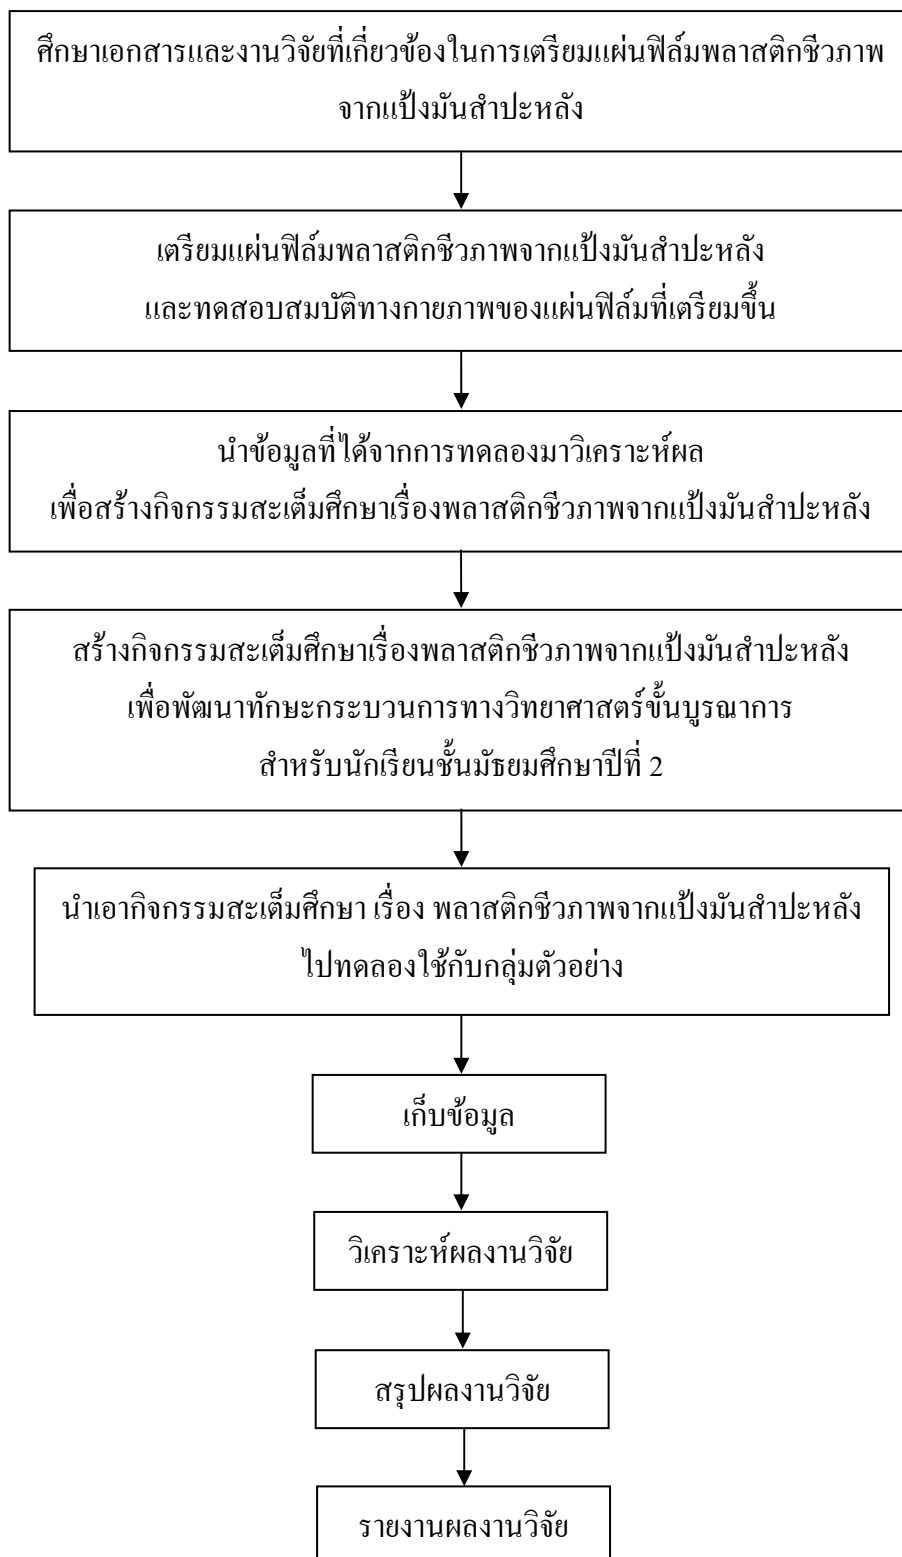 ศึกษาเอกสารและงานวิจัยที่เกี่ยวข้องในการเตรียมแผ่นฟิล์มพลาสติกชีวภาพ
จากแป้งมันสำปะหลัง
เตรียมแผ่นฟิล์มพลาสติกชีวภาพจากแป้งมันสำปะหลัง
และทดสอบสมบัติทางกายภาพของแผ่นฟิล์มที่เตรียมขึ้น
นำข้อมูลที่ได้จากการทดลองมาวิเคราะห์ผล
เพื่อสร้างกิจกรรมสะเต็มศึกษาเรื่องพลาสติกชีวภาพจากแป้งมันสำปะหลัง
สร้างกิจกรรมสะเต็มศึกษาเรื่องพลาสติกชีวภาพจากแป้งมันสำปะหลัง
เพื่อพัฒนาทักษะกระบวนการทางวิทยาศาสตร์ขั้นบูรณาการ
สำหรับนักเรียนชั้นมัธยมศึกษาปีที่ 2
นำเอากิจกรรมสะเต็มศึกษา เรื่อง พลาสติกชีวภาพจากแป้งมันสำปะหลัง
ไปทดลองใช้กับกลุ่มตัวอย่าง
เก็บข้อมูล
วิเคราะห์ผลงานวิจัย
สรุปผลงานวิจัย
รายงานผลงานวิจัย